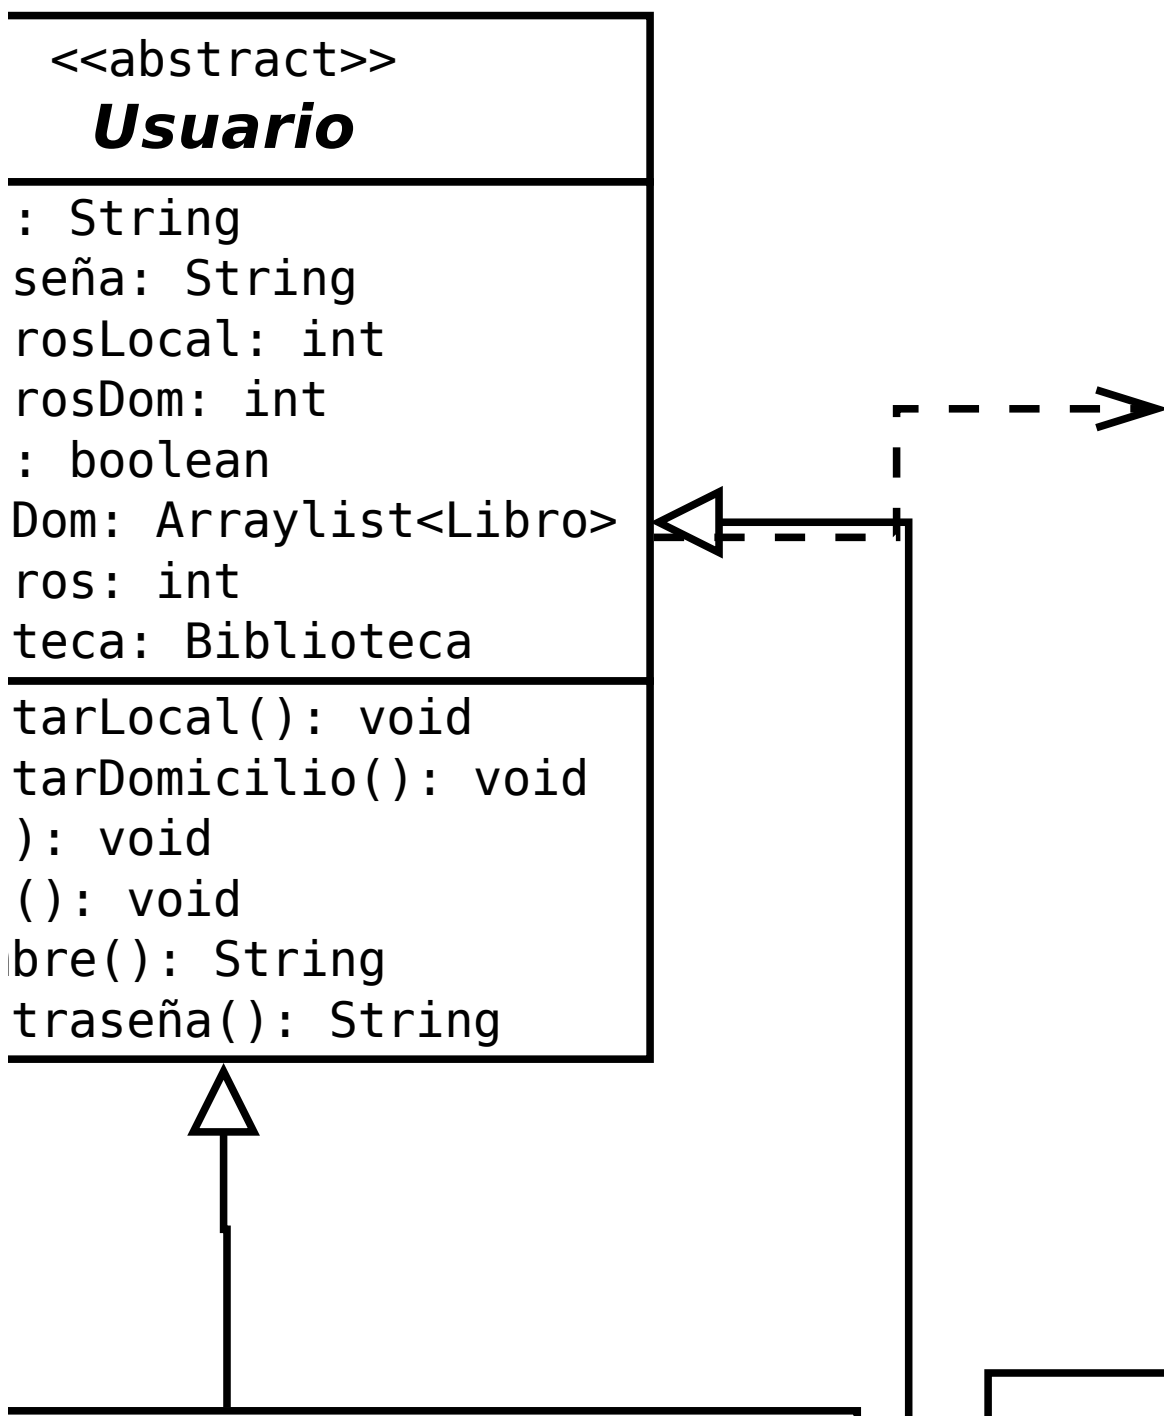 <<abstract>>
Usuario
: String
seña: String
rosLocal: int
rosDom: int
: boolean
Dom: Arraylist<Libro>
ros: int
teca: Biblioteca
tarLocal(): void
tarDomicilio(): void
): void
(): void
bre(): String
traseña(): String